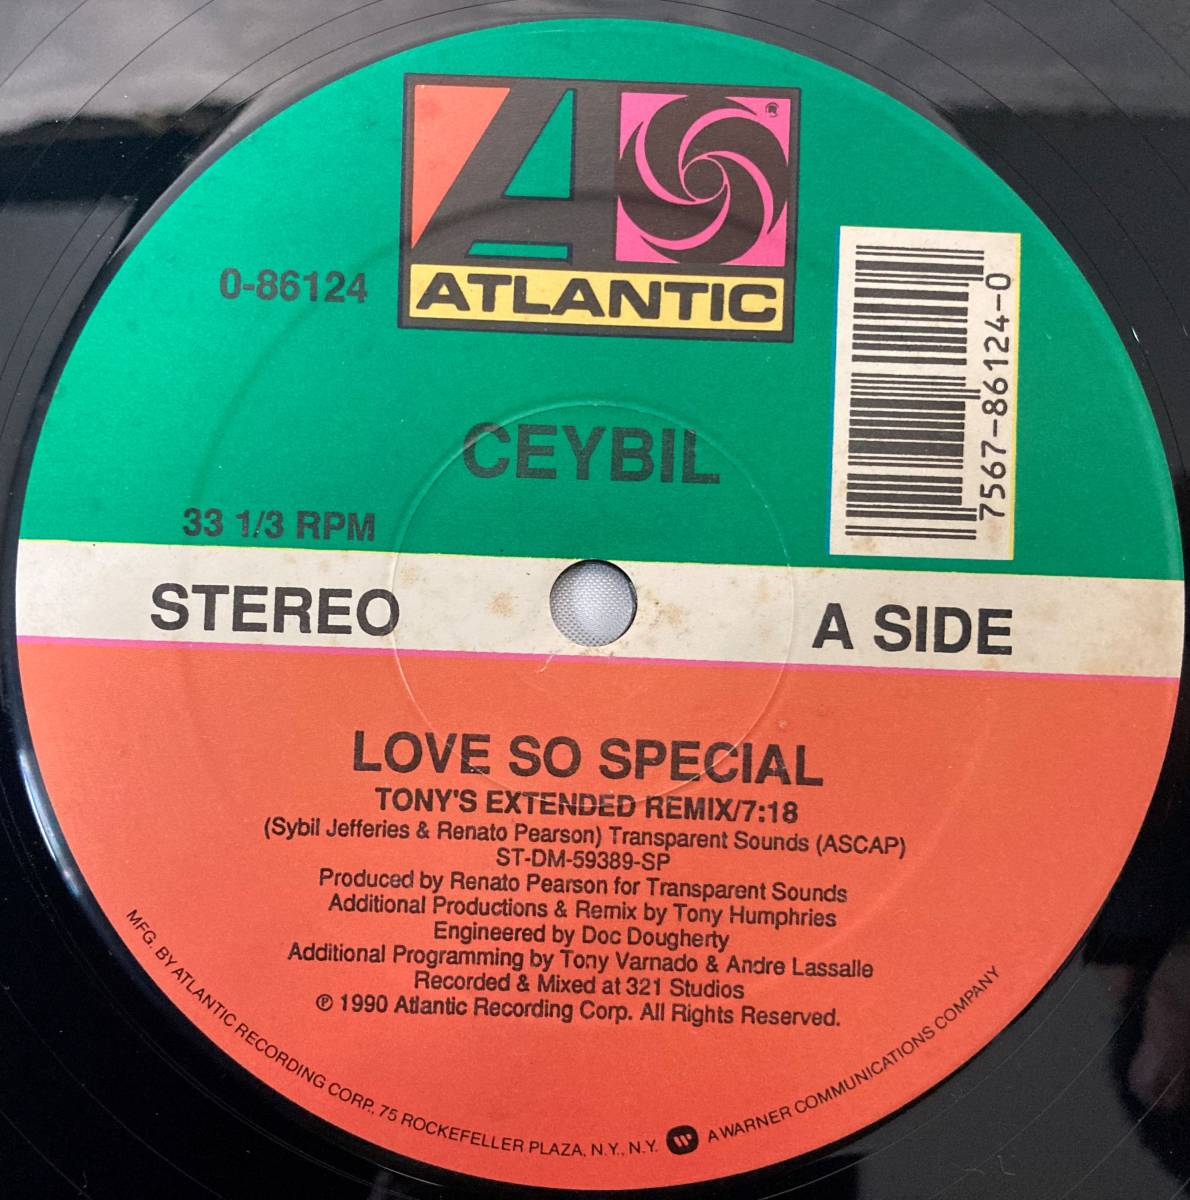 A
®
ATLANTIC
0-86124
7567-86124-0
CEYBIL
33 1/3 RPM
STEREO
A SIDE
LOVE SO SPECIAL
TONY'S EXTENDED REMIX/7:18
(Sybil Jefferies & Renato Pearson) Transparent Sounds (ASCAP)
ST-DM-59389-SP
Produced by Renato Pearson for Transparent Sounds
Additional Productions & Remix by Tony Humphries
Engineered by Doc Dougherty
Additional Programming by Tony Varnado & Andre Lassalle
Recorded & Mixed at 321 Studios
℗ 1990 Atlantic Recording Corp. All Rights Reserved.
MFG. BY ATLANTIC RECORDING CORP., 75 ROCKEFELLER PLAZA, N.Y., N.Y. A WARNER COMMUNICATIONS COMPANY